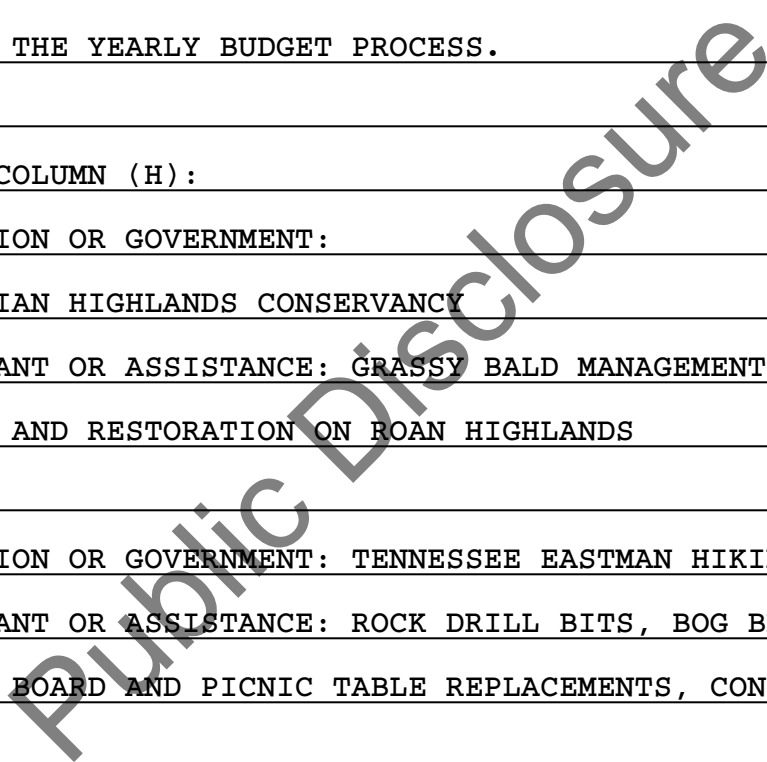 THE YEARLY BUDGET PROCESS.
COLUMN (H):
ION OR GOVERNMENT:
IAN HIGHLANDS CONSERVANCY
ANT OR ASSISTANCE: GRASSY BALD MANAGEMENT
AND RESTORATION ON ROAN HIGHLANDS
ION OR GOVERNMENT: TENNESSEE EASTMAN HIKI
ANT OR ASSISTANCE: ROCK DRILL BITS, BOG B
BOARD AND PICNIC TABLE REPLACEMENTS, CON
Public Disclosure